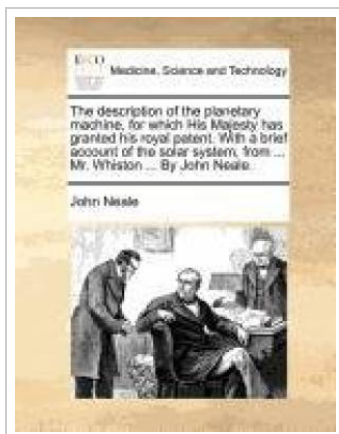 ECCO
Medicine, Science and Technology
The description of the planetary
machine, for which His Majesty has
granted his royal patent. With a brief
account of the solar system, from ...
Mr. Whiston ... By John Neale.
John Neale